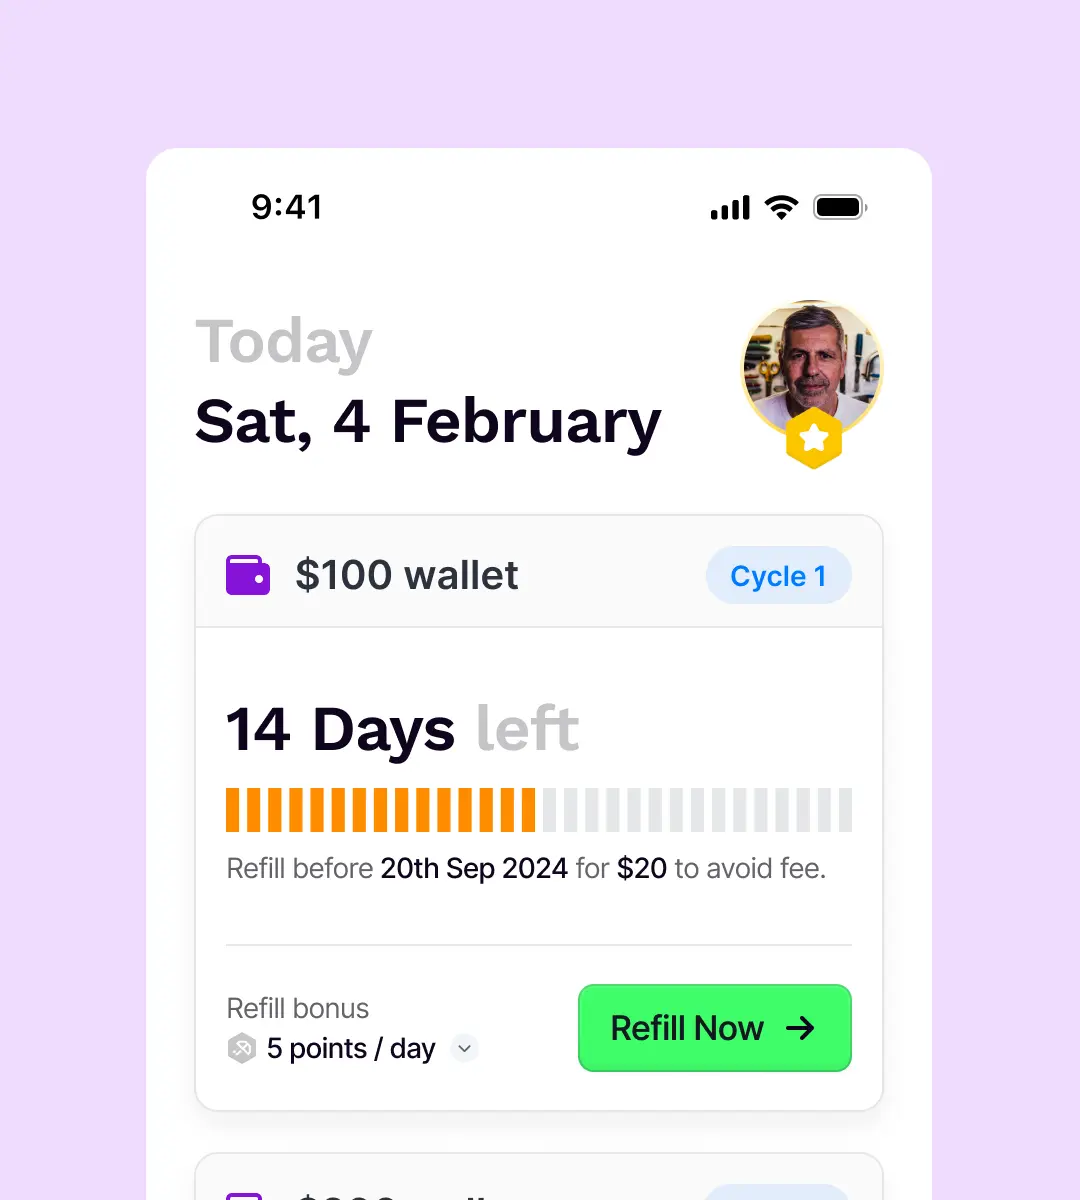 9:41
Today
Sat, 4 February
$100 wallet
Cycle 1
14 Days left
Refill before 20th Sep 2024 for $20 to avoid fee.
Refill bonus
5 points / day
Refill Now